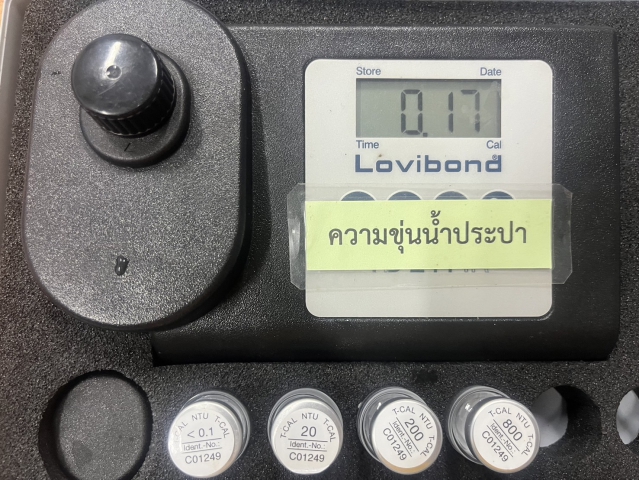 Store Date
0.17
Time Cal
Lovibond
ความขุ่นน้ำประปา
T-CAL NTU T-CAL
< 0.1
Ident.-No.:
C01249
T-CAL NTU T-CAL
20
Ident.-No.:
C01249
T-CAL NTU T-CAL
200
Ident.-No.:
C01249
T-CAL NTU T-CAL
800
Ident.-No.:
C01249